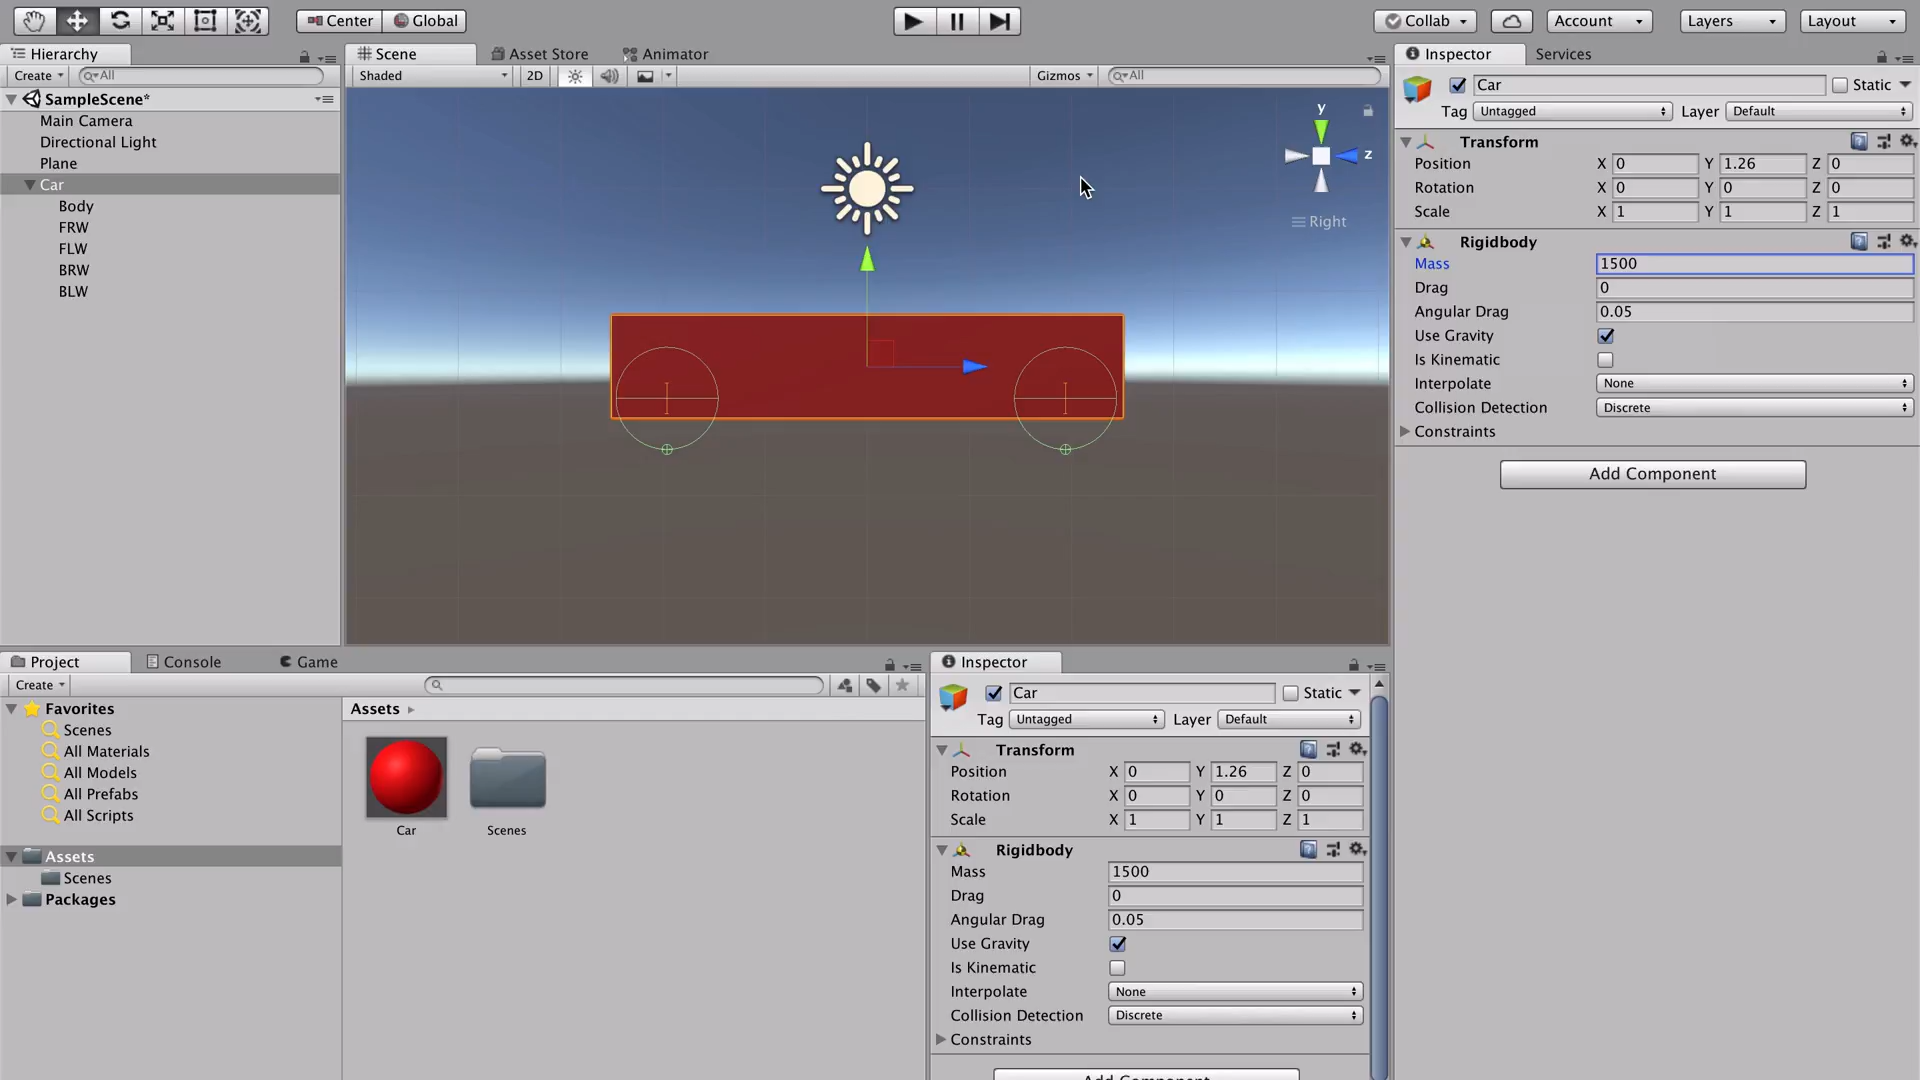 Center Global Collab Account Layers Layout
Hierarchy
Create All
SampleScene*
Main Camera
Directional Light
Plane
Car
Body
FRW
FLW
BRW
BLW
Scene Asset Store Animator
Shaded 2D Gizmos All
y
z
Right
Inspector Services
Car Static
Tag Untagged Layer Default
Transform
Position X 0 Y 1.26 Z 0
Rotation X 0 Y 0 Z 0
Scale X 1 Y 1 Z 1
Rigidbody
Mass 1500
Drag 0
Angular Drag 0.05
Use Gravity
Is Kinematic
Interpolate None
Collision Detection Discrete
Constraints
Add Component
Project Console Game
Create
Favorites
Scenes
All Materials
All Models
All Prefabs
All Scripts
Assets
Scenes
Packages
Assets
Car Scenes
Inspector
Car Static
Tag Untagged Layer Default
Transform
Position X 0 Y 1.26 Z 0
Rotation X 0 Y 0 Z 0
Scale X 1 Y 1 Z 1
Rigidbody
Mass 1500
Drag 0
Angular Drag 0.05
Use Gravity
Is Kinematic
Interpolate None
Collision Detection Discrete
Constraints
Add Component